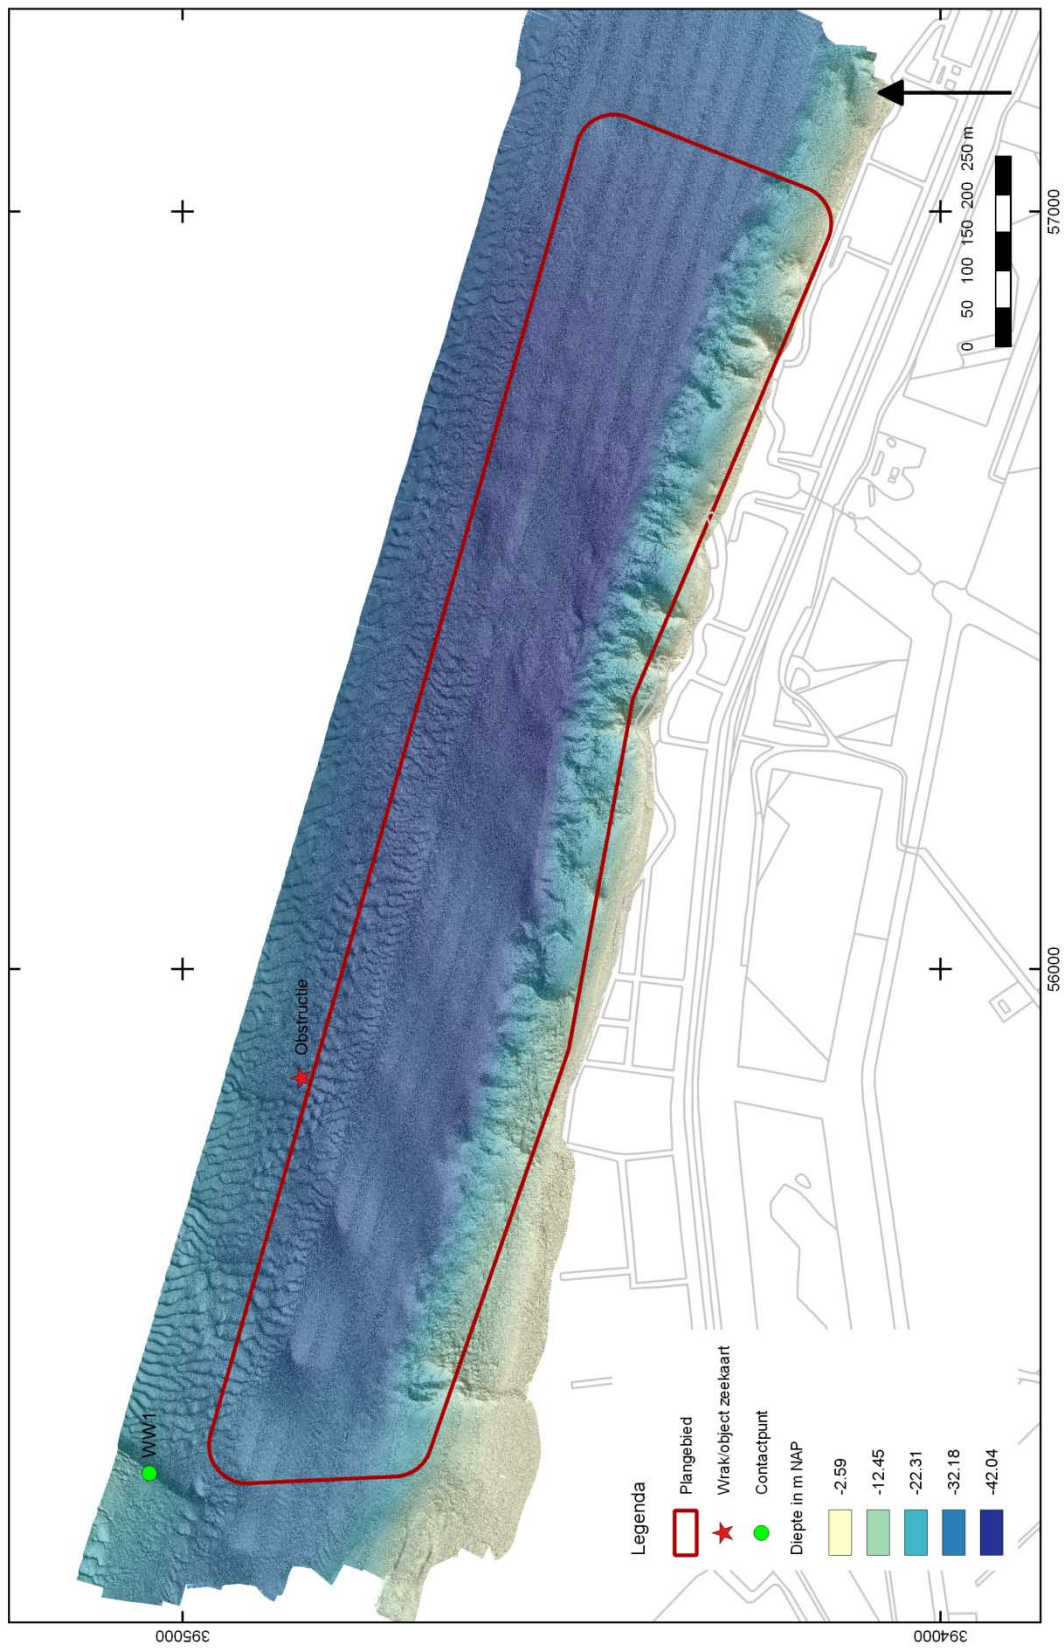 WW1
Obstructie
Legenda
Plangebied
Wrak/object zeekaart
Contactpunt
Diepte in m NAP
-2.59
-12.45
-22.31
-32.18
-42.04
0 50 100 150 200 250 m
395000
394000
56000
57000